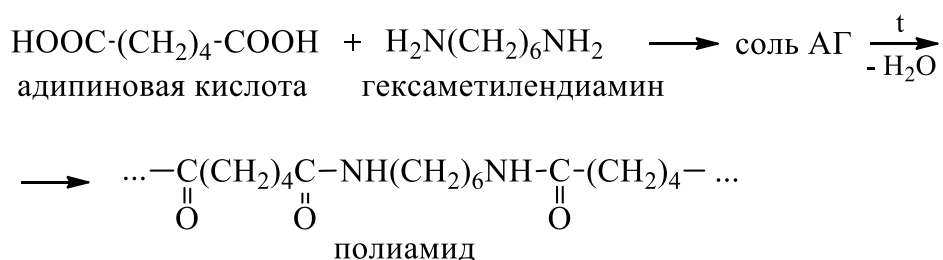 HOOC-(CH₂)₄-COOH + H₂N(CH₂)₆NH₂ ⟶ соль АГ t
- H₂O
адипиновая кислота гексаметилендиамин
⟶ ...—C(CH₂)₄C—NH(CH₂)₆NH-C-(CH₂)₄— ...
O O O
полиамид